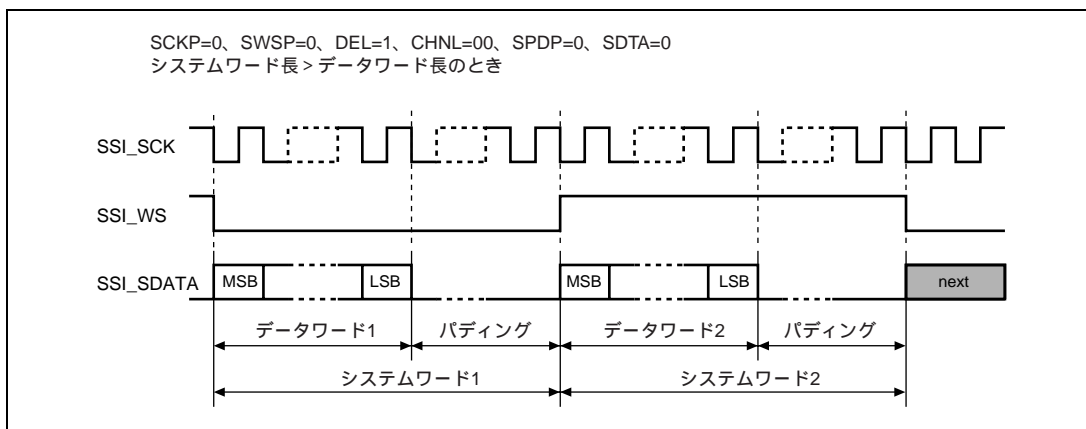 SCKP=0、SWSP=0、DEL=1、CHNL=00、SPDP=0、SDTA=0
システムワード長 > データワード長のとき
SSI_SCK
SSI_WS
SSI_SDATA MSB LSB MSB LSB next
データワード1 パディング データワード2 パディング
システムワード1 システムワード2